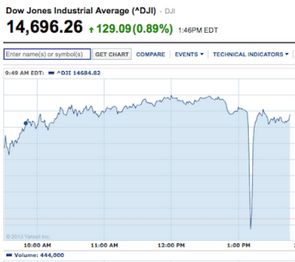 Dow Jones Industrial Average (^DJI) - DJI
14,696.26 129.09(0.89%) 1:46PM EDT
Enter name(s) or symbol(s) GET CHART COMPARE EVENTS TECHNICAL INDICATORS
9:49 AM EDT: ^DJI 14684.82
© 2013 Yahoo! Inc.
10:00 AM 11:00 AM 12:00 PM 1:00 PM
Volume: 444,000